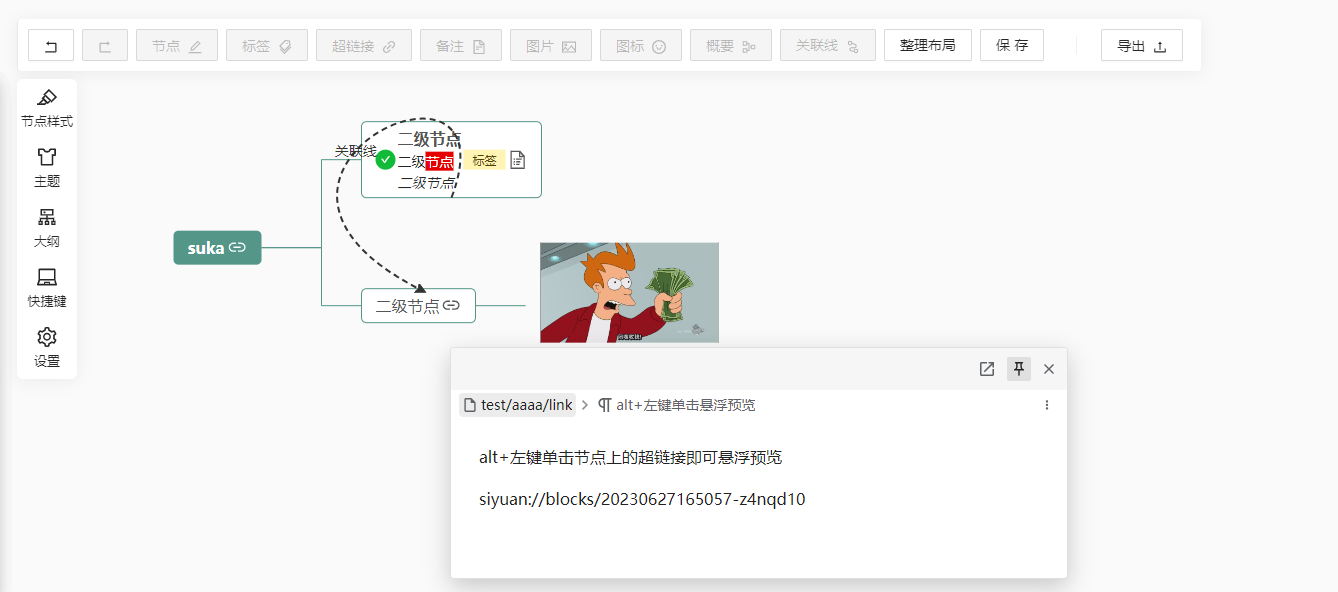 节点 标签 超链接 备注 图片 图标 概要 关联线 整理布局 保 存 导出
节点样式
主题
大纲
快捷键
设置
关联线
二级节点
二级节点 标签
二级节点
suka
二级节点
test/aaaa/link > ¶ alt+左键单击悬浮预览
alt+左键单击节点上的超链接即可悬浮预览
siyuan://blocks/20230627165057-z4nqd10